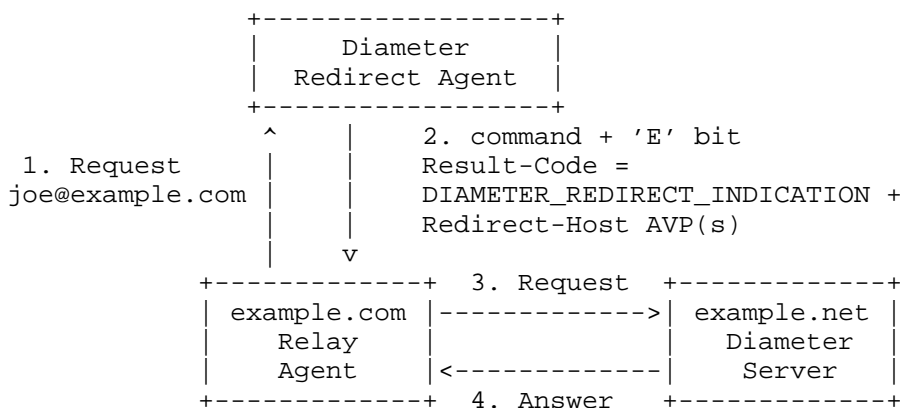 Diameter
Redirect Agent
2. command + 'E' bit
1. Request
Result-Code =
joe@example.com
DIAMETER_REDIRECT_INDICATION +
Redirect-Host AVP(s)
3. Request
example.com
Relay
Agent
example.net
Diameter
Server
4. Answer